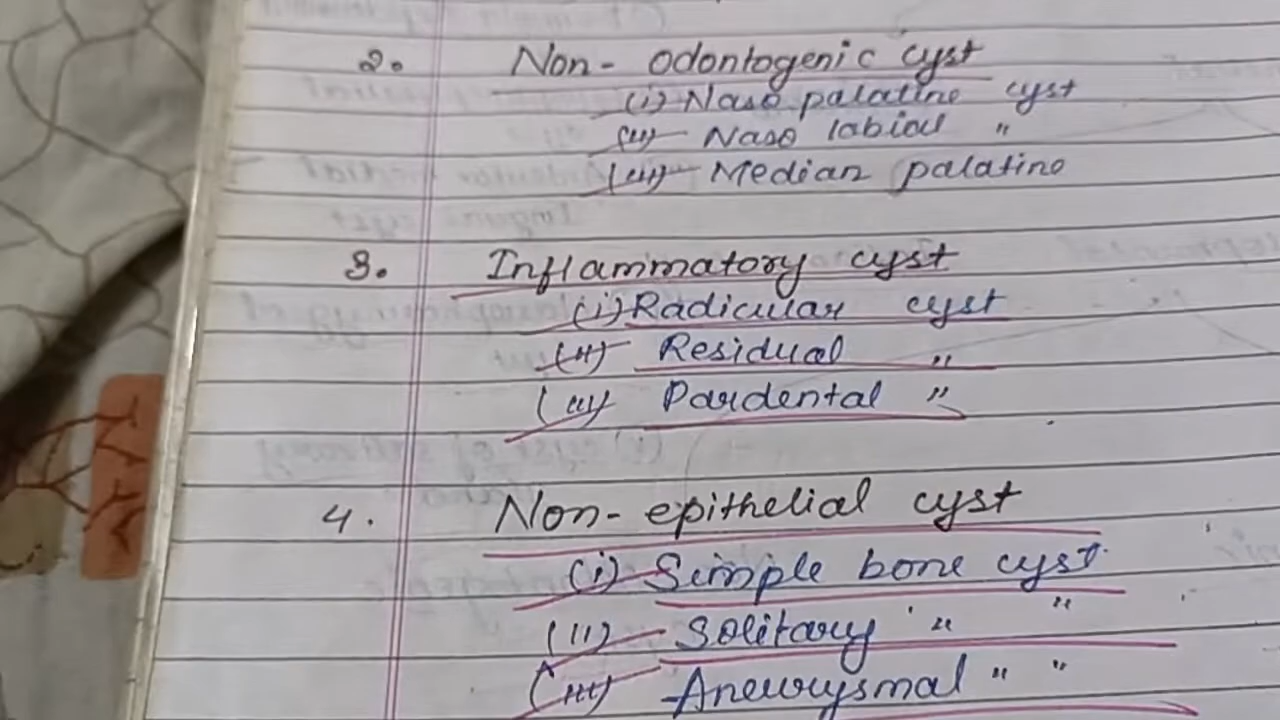 2. Non- odontogenic cyst
(i) Naso palatine cyst
(ii) Naso labial "
(iii) Median palatine
3. Inflammatory cyst
(i) Radicular cyst
(ii) Residual "
(iii) Pardental "
4. Non- epithelial cyst
(i) Simple bone cyst
(ii) Solitary " "
(iii) Aneurysmal " "